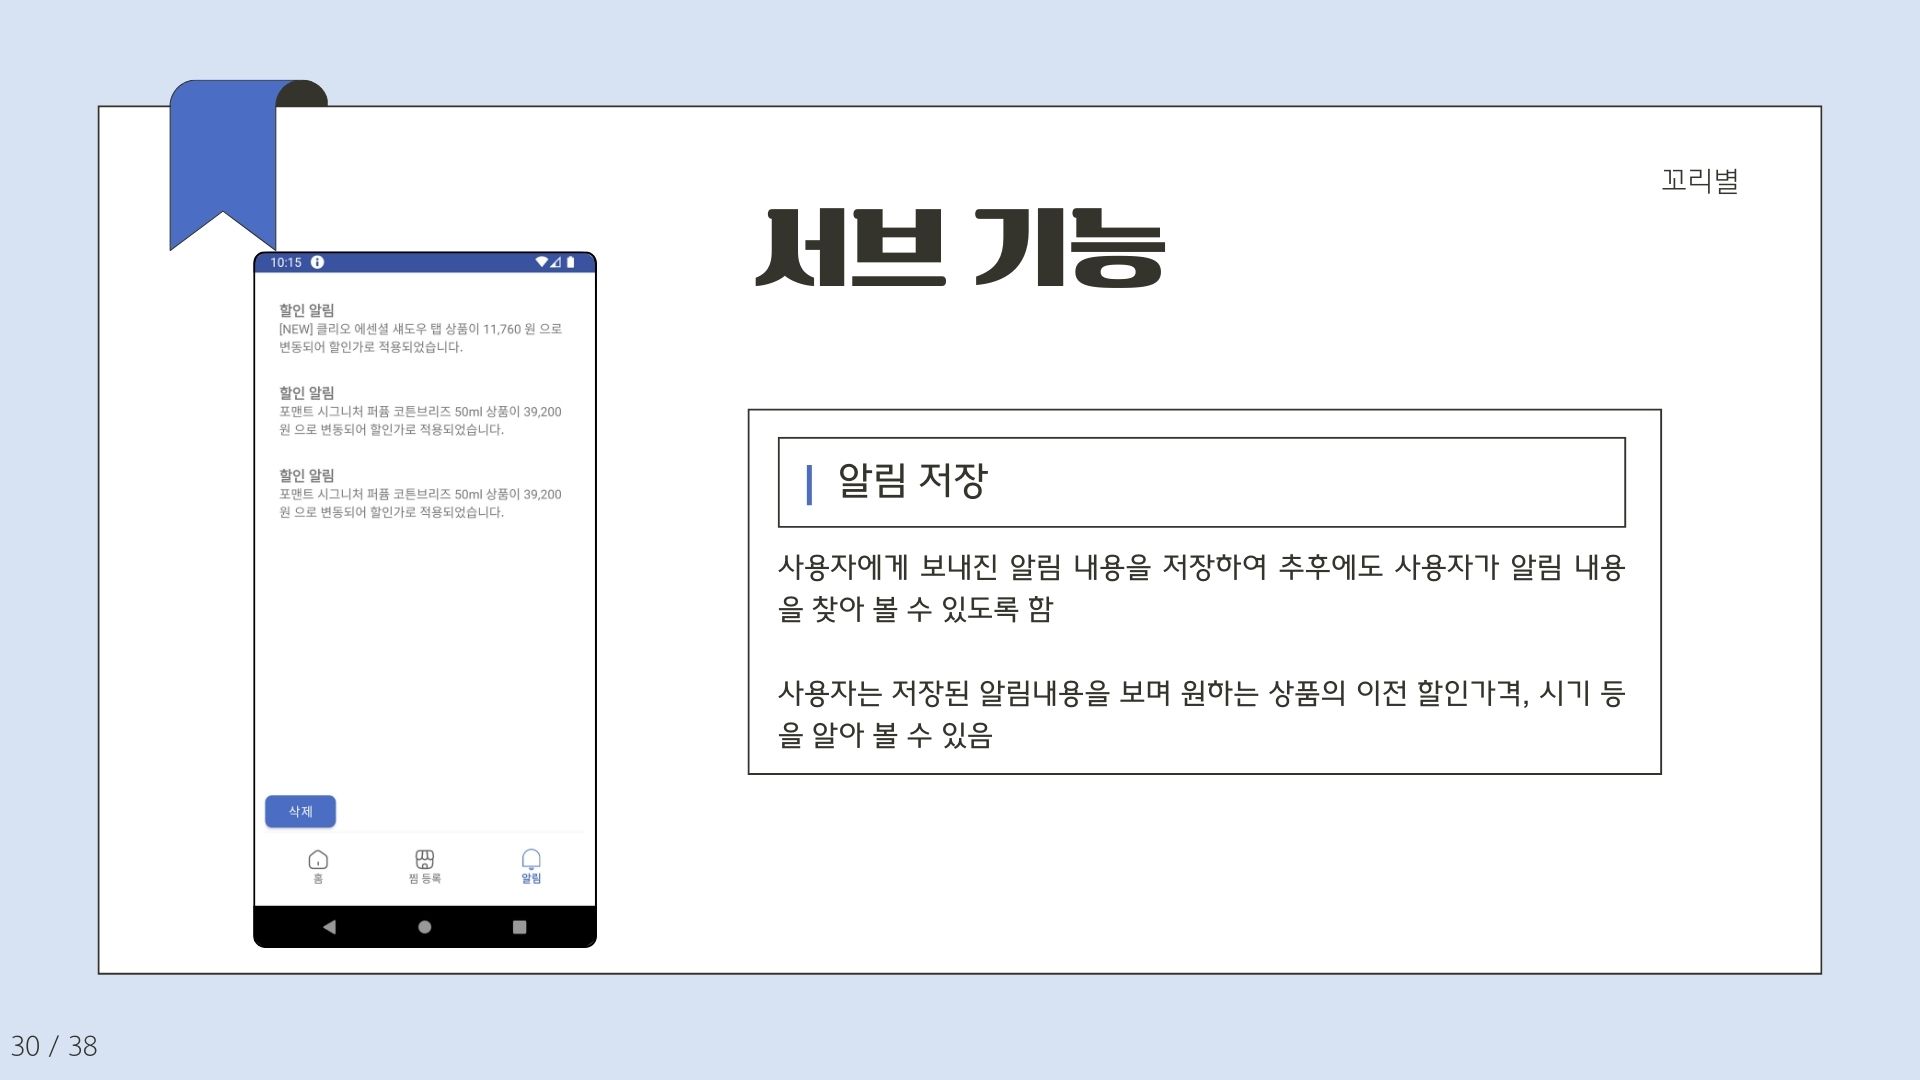 꼬리별
서브 기능
10:15
할인 알림
[NEW] 클리오 에센셜 섀도우 탭 상품이 11,760 원 으로
변동되어 할인가로 적용되었습니다.
할인 알림
포맨트 시그니처 퍼퓸 코튼브리즈 50ml 상품이 39,200
원 으로 변동되어 할인가로 적용되었습니다.
할인 알림
포맨트 시그니처 퍼퓸 코튼브리즈 50ml 상품이 39,200
원 으로 변동되어 할인가로 적용되었습니다.
삭제
홈
찜 등록
알림
알림 저장
사용자에게 보내진 알림 내용을 저장하여 추후에도 사용자가 알림 내용
을 찾아 볼 수 있도록 함
사용자는 저장된 알림내용을 보며 원하는 상품의 이전 할인가격, 시기 등
을 알아 볼 수 있음
30 / 38